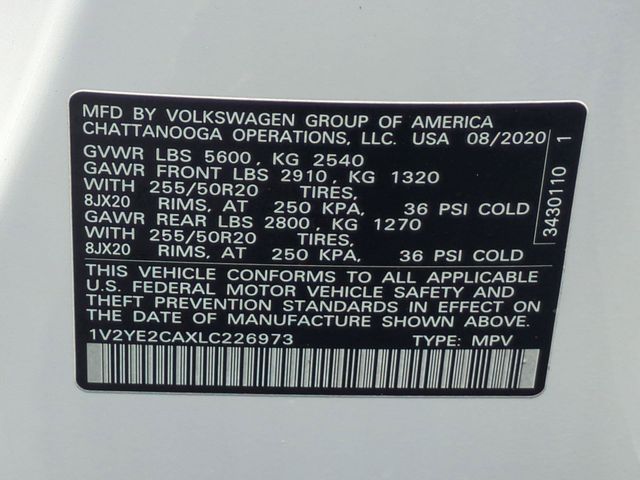 MFD BY VOLKSWAGEN GROUP OF AMERICA
CHATTANOOGA OPERATIONS, LLC. USA 08/2020
GVWR LBS 5600, KG 2540
GAWR FRONT LBS 2910, KG 1320
WITH 255/50R20 TIRES,
8JX20 RIMS, AT 250 KPA, 36 PSI COLD
GAWR REAR LBS 2800, KG 1270
WITH 255/50R20 TIRES,
8JX20 RIMS, AT 250 KPA, 36 PSI COLD
THIS VEHICLE CONFORMS TO ALL APPLICABLE
U.S. FEDERAL MOTOR VEHICLE SAFETY AND
THEFT PREVENTION STANDARDS IN EFFECT ON
THE DATE OF MANUFACTURE SHOWN ABOVE.
1V2YE2CAXLC226973 TYPE: MPV
3430110 1